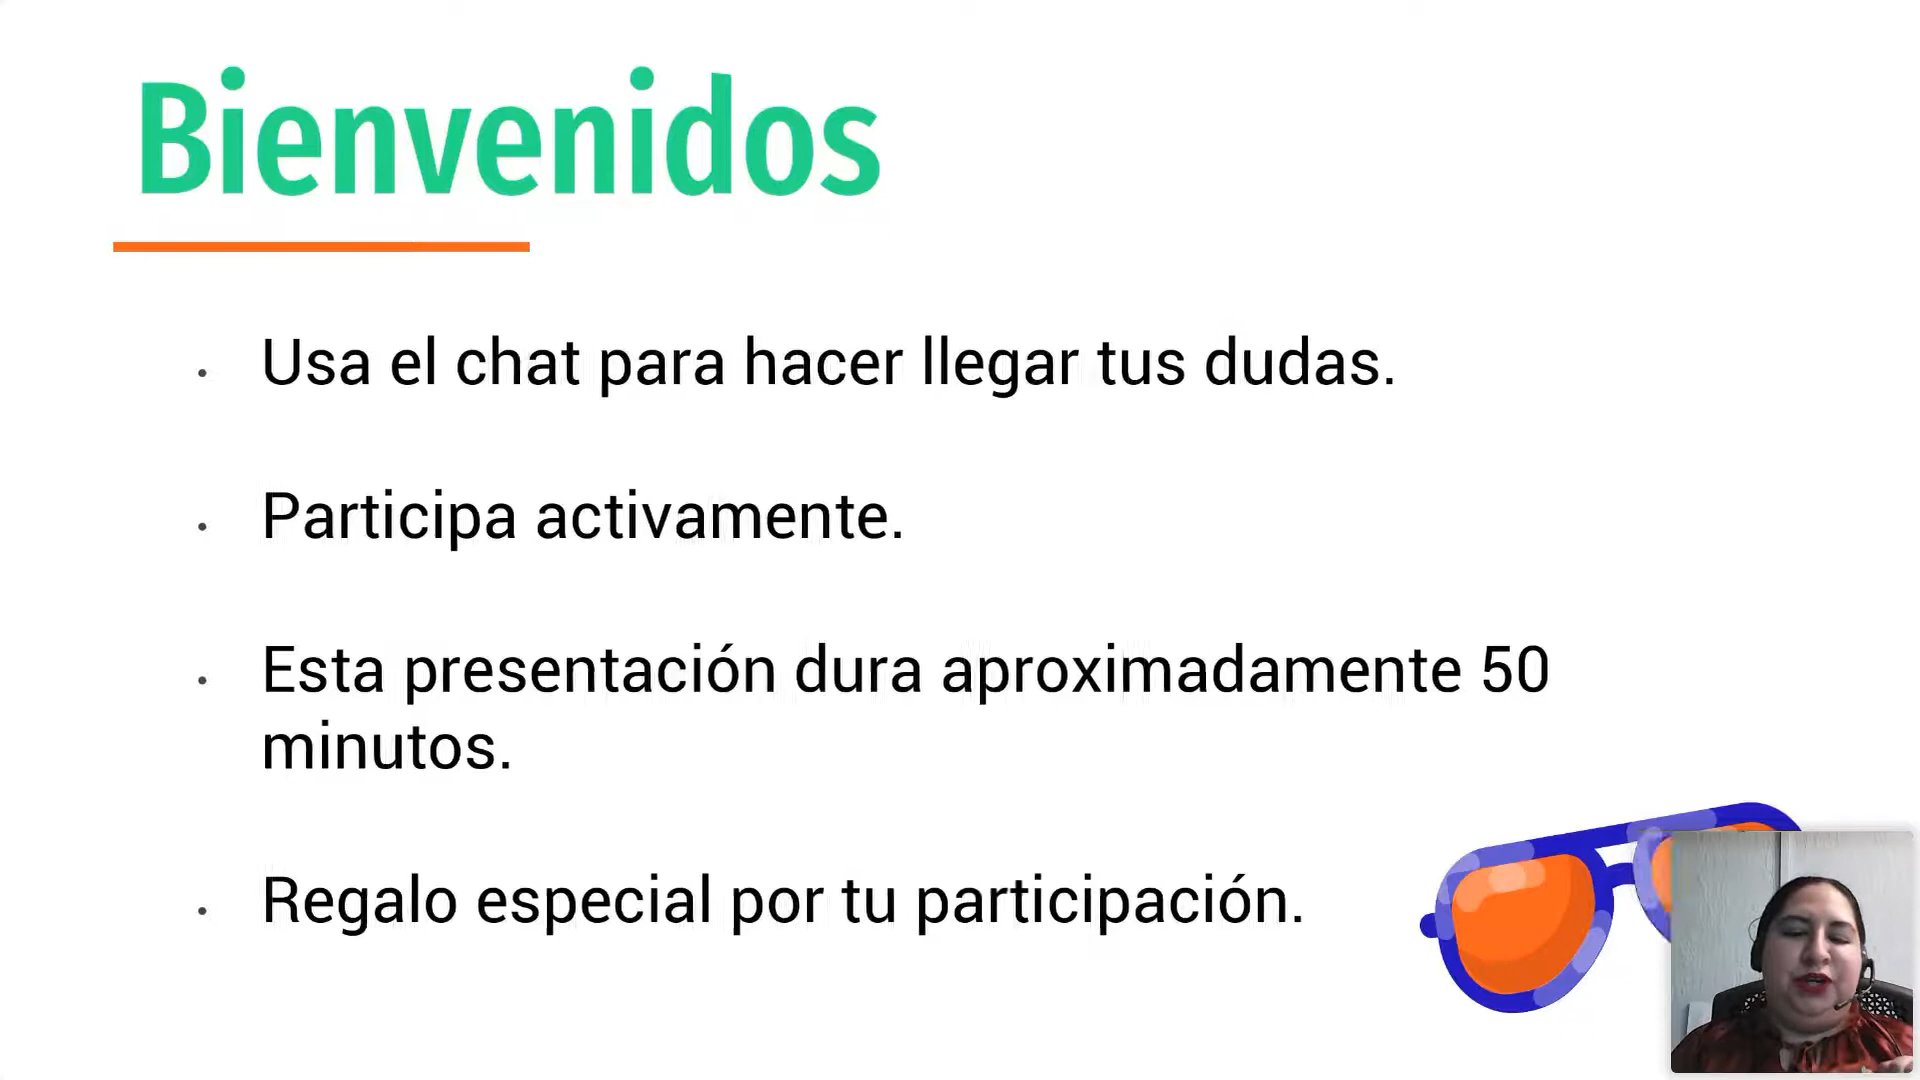 Bienvenidos
Usa el chat para hacer llegar tus dudas.
Participa activamente.
Esta presentación dura aproximadamente 50
minutos.
Regalo especial por tu participación.